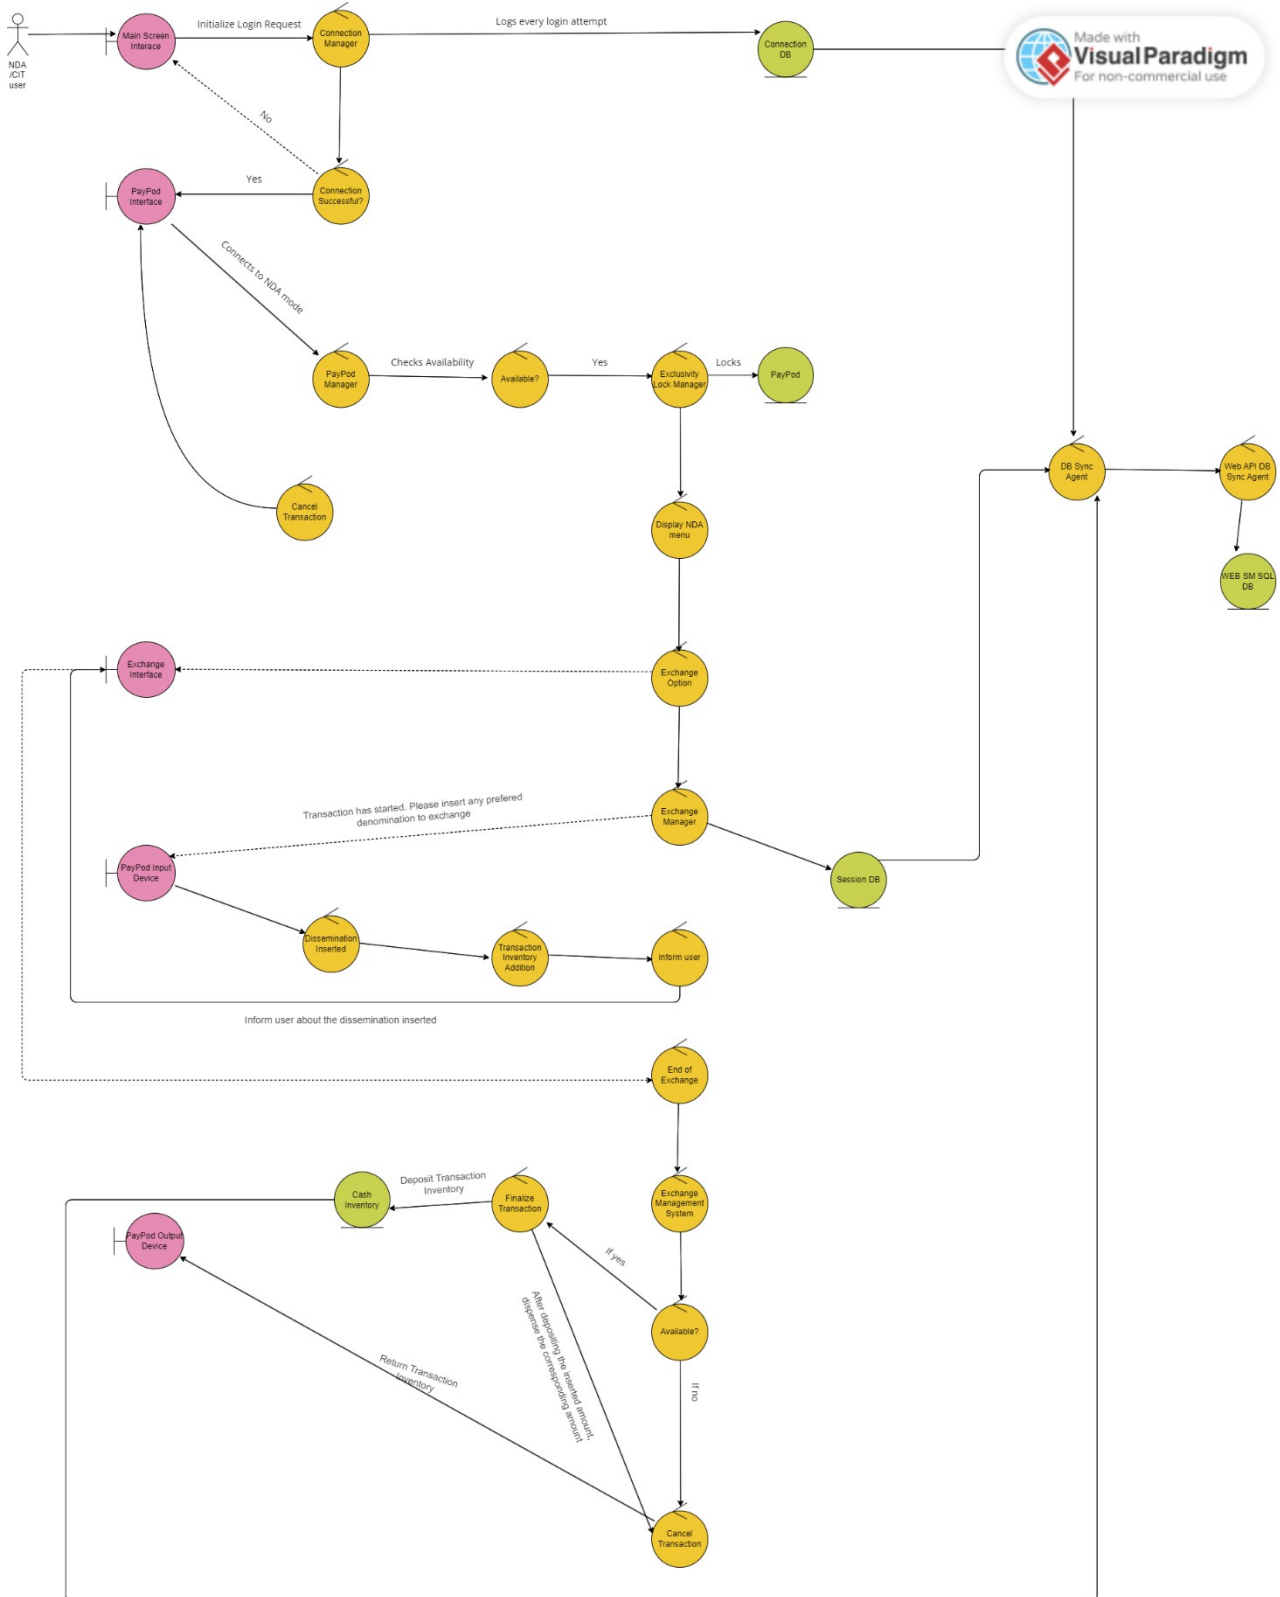 NDA
/CIT
user
Main Screen
Interace
Initialize Login Request
Connection
Manager
Logs every login attempt
Connection
DB
Made with
Visual Paradigm
For non-commercial use
No
PayPod
Interface
Yes
Connection
Successful?
Connects to NDA mode
PayPod
Manager
Checks Availability
Available?
Yes
Exclusivity
Lock Manager
Locks
PayPod
DB Sync
Agent
Web API DB
Sync Agent
Cancel
Transaction
Display NDA
menu
WEB SM SQL
DB
Exchange
Interface
Exchange
Option
Transaction has started. Please insert any prefered
denomination to exchange
Exchange
Manager
PayPod Input
Device
Session DB
Dissemination
Inserted
Transaction
Inventory
Addition
Inform user
Inform user about the dissemination inserted
End of
Exchange
Cash
Inventory
Deposit Transaction
Inventory
Finalize
Transaction
Exchange
Management
System
PayPod Output
Device
If yes
After depositing the inserted amount,
dispense the corresponding amount
Available?
Return Transaction
Inventory
If no
Cancel
Transaction